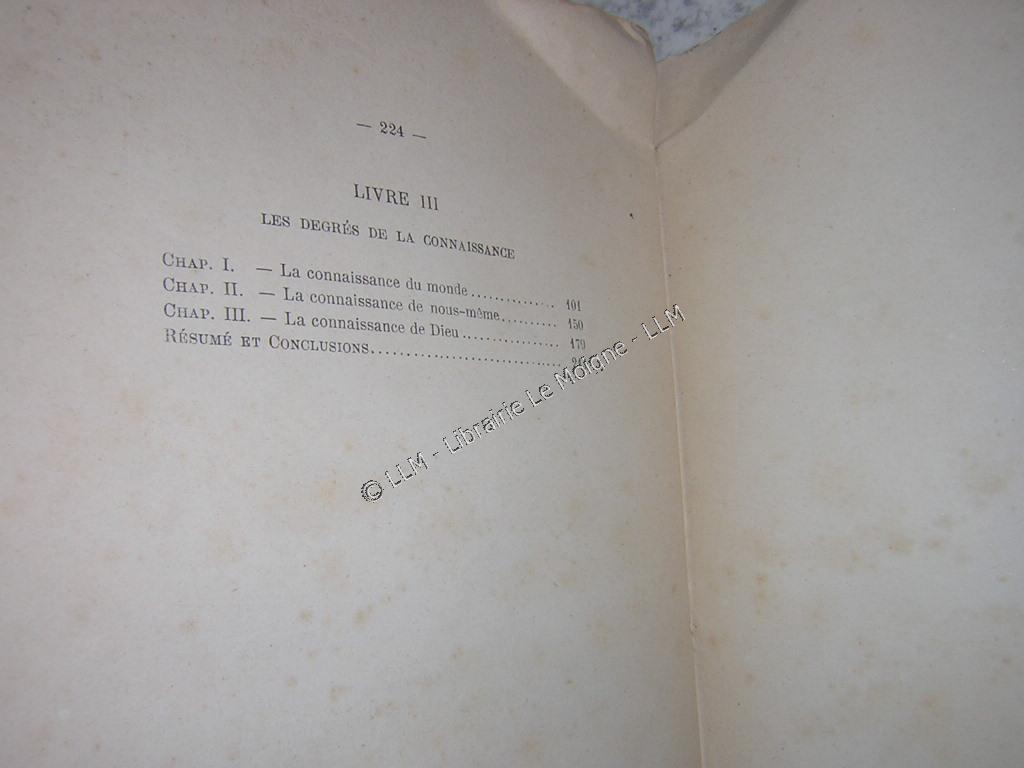 — 224 —
LIVRE III
LES DEGRÉS DE LA CONNAISSANCE
CHAP. I. — La connaissance du monde.............. 101
CHAP. II. — La connaissance de nous-même.......... 150
CHAP. III. — La connaissance de Dieu................ 179
RÉSUMÉ ET CONCLUSIONS.............................
© LLM - Librairie Le Moigne - LLM